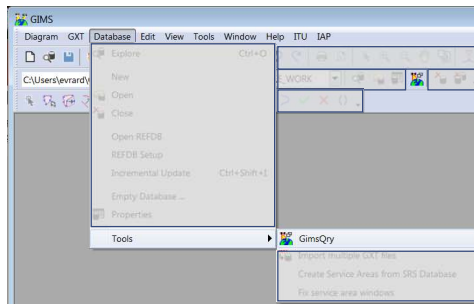 GIMS
Diagram GXT Database Edit View Tools Window Help ITU IAP
Explore Ctrl+O
C:\Users\evrard\ _WORK
New
Open
Close
Open REFDB
REFDB Setup
Incremental Update Ctrl+Shift+I
Empty Database ...
Properties
Tools GimsQry
Import multiple GXT files
Create Service Areas from SRS Database
Fix service area windows